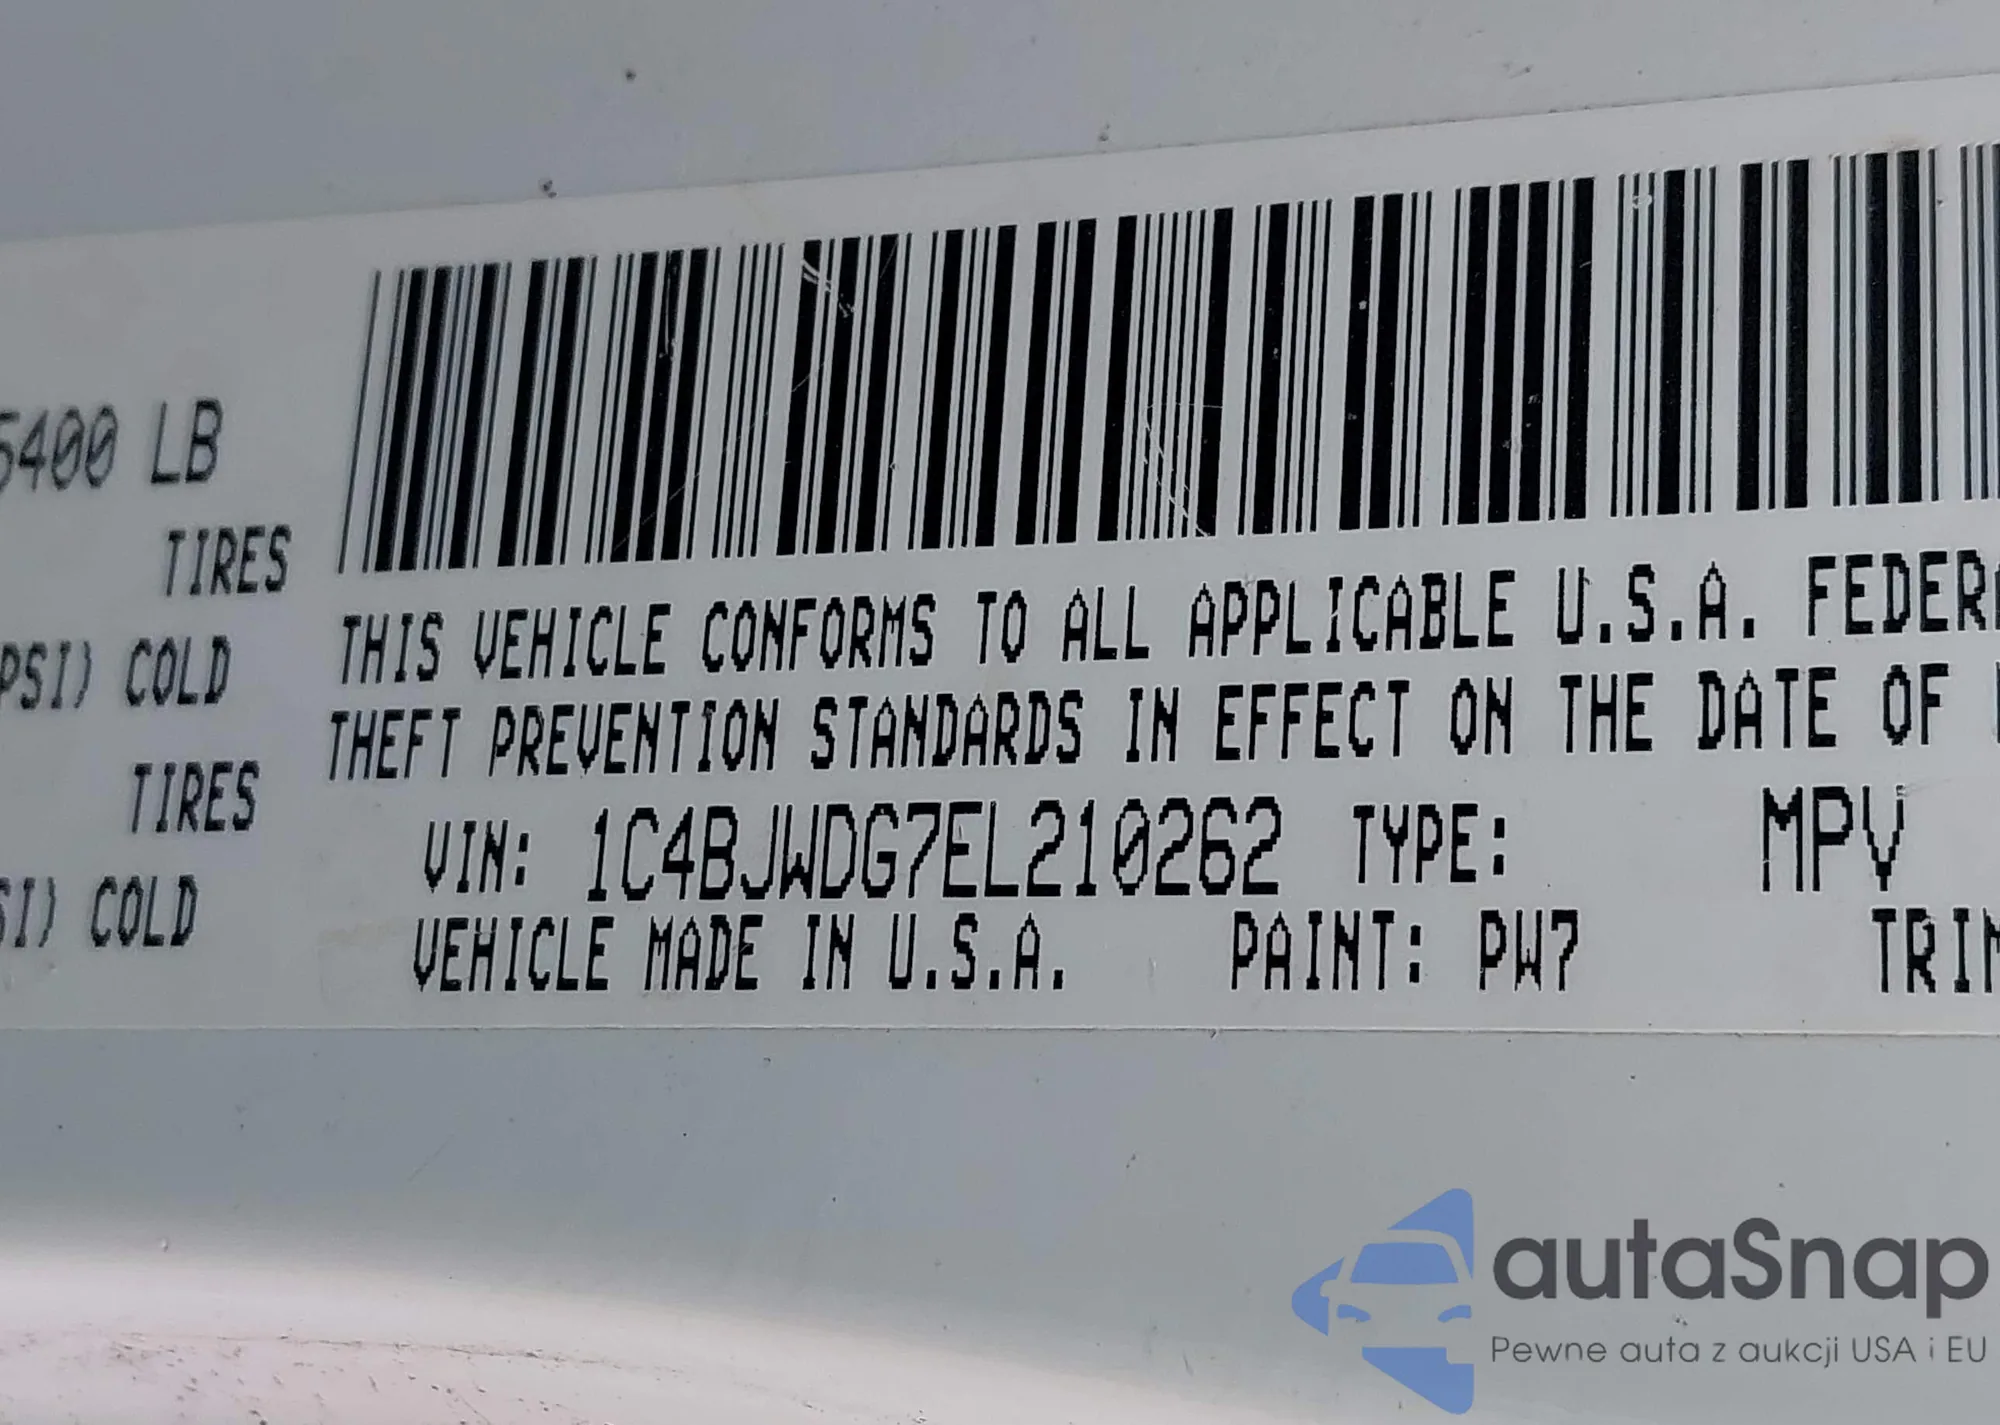 5400 LB
TIRES
PSI) COLD
TIRES
SI) COLD
THIS VEHICLE CONFORMS TO ALL APPLICABLE U.S.A. FEDERA
THEFT PREVENTION STANDARDS IN EFFECT ON THE DATE OF
VIN: 1C4BJWDG7EL210262 TYPE: MPV
VEHICLE MADE IN U.S.A. PAINT: PW7 TRIM
autaSnap
Pewne auta z aukcji USA i EU